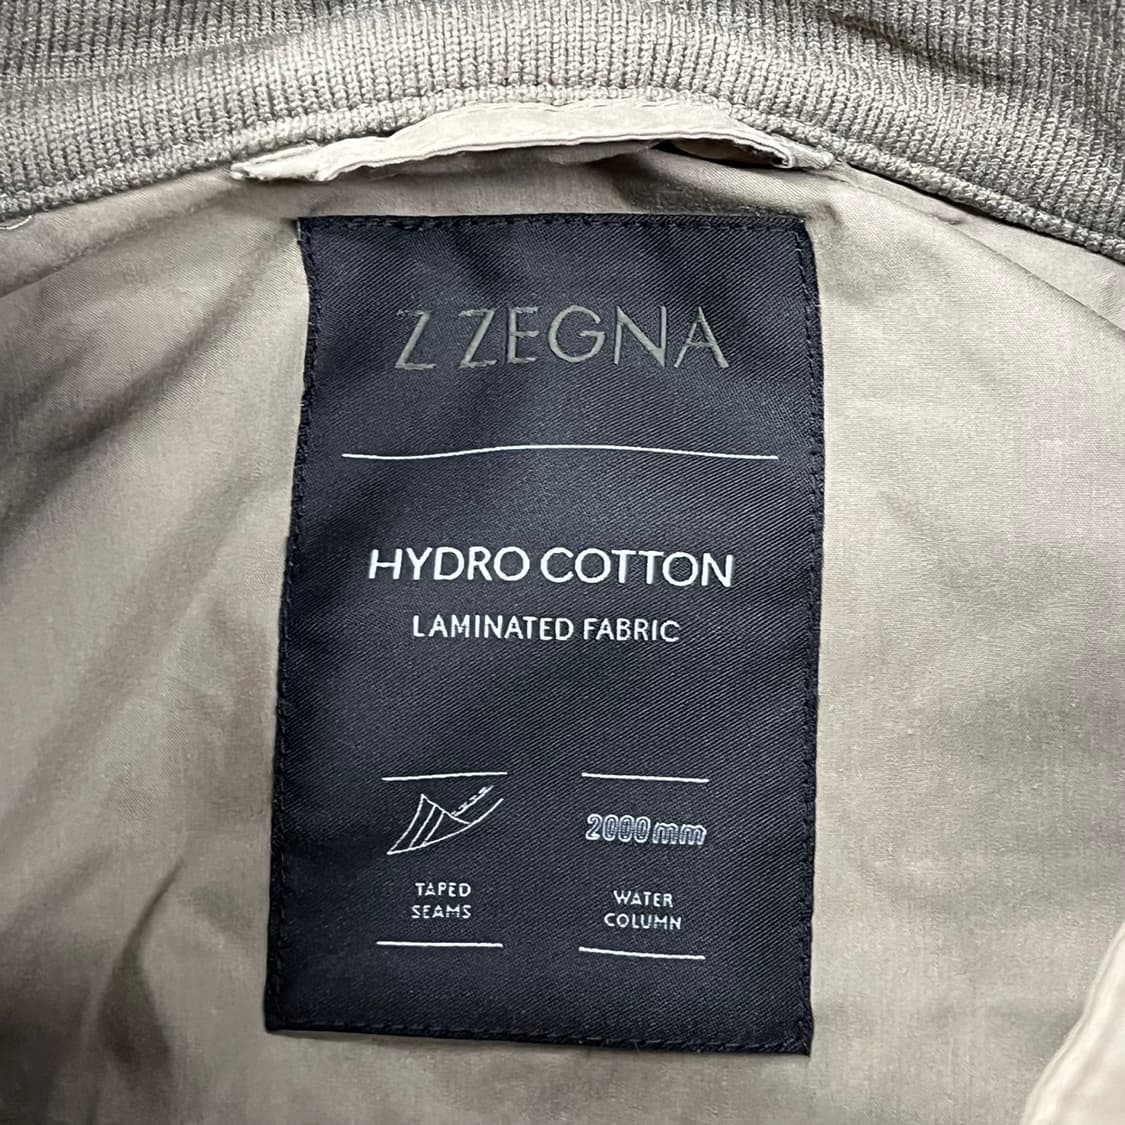 Z ZEGNA
HYDRO COTTON
LAMINATED FABRIC
2000mm
TAPED
SEAMS
WATER
COLUMN